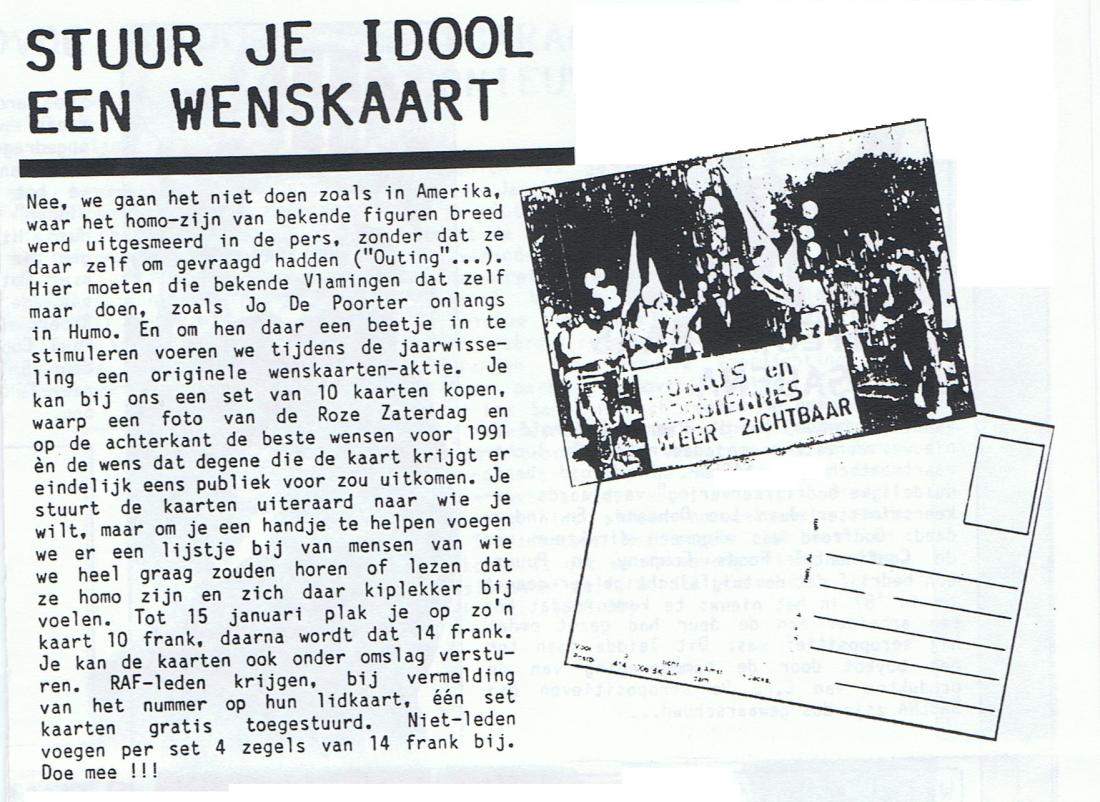 STUUR JE IDOOL
EEN WENSKAART
Nee, we gaan het niet doen zoals in Amerika,
waar het homo-zijn van bekende figuren breed
werd uitgesmeerd in de pers, zonder dat ze
daar zelf om gevraagd hadden ("Outing"...).
Hier moeten die bekende Vlamingen dat zelf
maar doen, zoals Jo De Poorter onlangs
in Humo. En om hen daar een beetje in te
stimuleren voeren we tijdens de jaarwisse-
ling een originele wenskaarten-aktie. Je
kan bij ons een set van 10 kaarten kopen,
waarp een foto van de Roze Zaterdag en
op de achterkant de beste wensen voor 1991
èn de wens dat degene die de kaart krijgt er
eindelijk eens publiek voor zou uitkomen. Je
stuurt de kaarten uiteraard naar wie je
wilt, maar om je een handje te helpen voegen
we er een lijstje bij van mensen van wie
we heel graag zouden horen of lezen dat
ze homo zijn en zich daar kiplekker bij
voelen. Tot 15 januari plak je op zo'n
kaart 10 frank, daarna wordt dat 14 frank.
Je kan de kaarten ook onder omslag verstu
ren. RAF-leden krijgen, bij vermelding
van het nummer op hun lidkaart, één set
kaarten gratis toegestuurd. Niet-leden
voegen per set 4 zegels van 14 frank bij.
Doe mee !!!
en
ZICHTBAAR